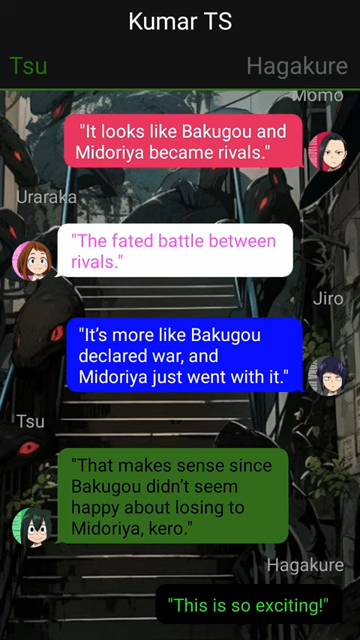 Kumar TS
Tsu
Hagakure
Momo
"It looks like Bakugou and
Midoriya became rivals."
Uraraka
"The fated battle between
rivals."
Jiro
"It's more like Bakugou
declared war, and
Midoriya just went with it."
Tsu
"That makes sense since
Bakugou didn't seem
happy about losing to
Midoriya, kero."
Hagakure
"This is so exciting!"